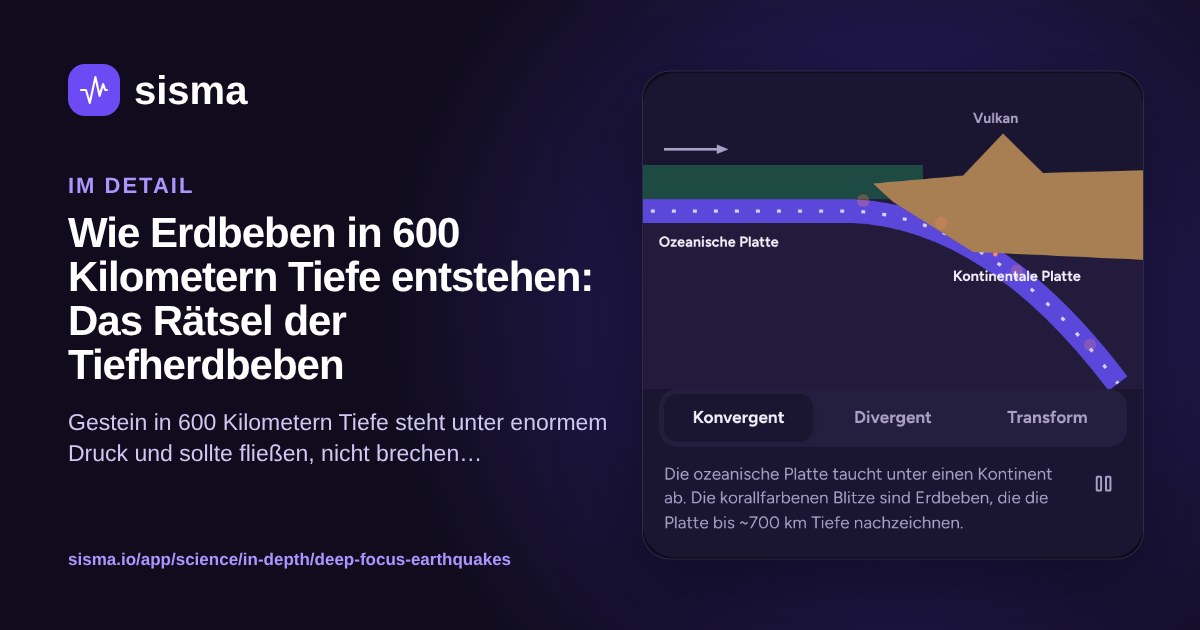 sisma
IM DETAIL
Wie Erdbeben in 600
Kilometern Tiefe entstehen:
Das Rätsel der
Tiefherdbeben
Gestein in 600 Kilometern Tiefe steht unter enormem
Druck und sollte fließen, nicht brechen…
sisma.io/app/science/in-depth/deep-focus-earthquakes
Vulkan
Ozeanische Platte
Kontinentale Platte
Konvergent
Divergent
Transform
Die ozeanische Platte taucht unter einen Kontinent
ab. Die korallfarbenen Blitze sind Erdbeben, die die
Platte bis ~700 km Tiefe nachzeichnen.